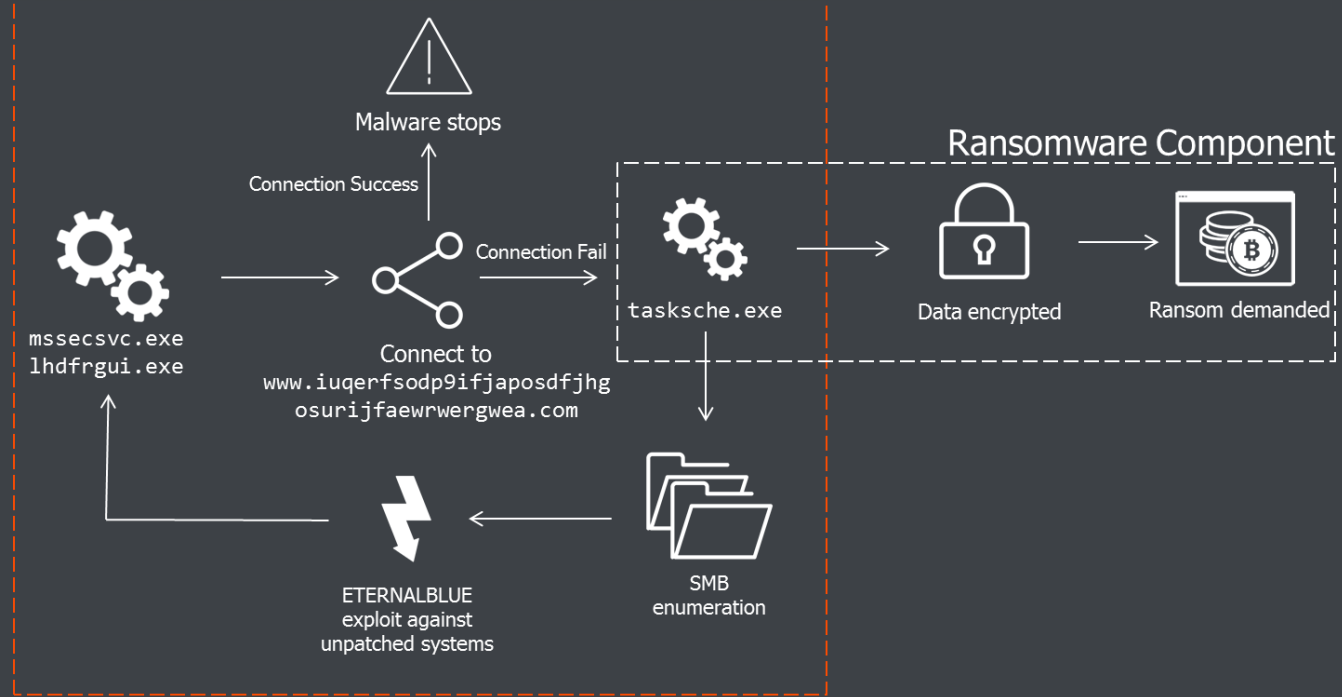 Malware stops
Ransomware Component
Connection Success
Connection Fail
mssecsvc.exe
lhdfrgui.exe
Connect to
www.iuqerfsodp9ifjaposdfjhg
osurijfaewrwergwea.com
tasksche.exe
Data encrypted
Ransom demanded
ETERNALBLUE
exploit against
unpatched systems
SMB
enumeration